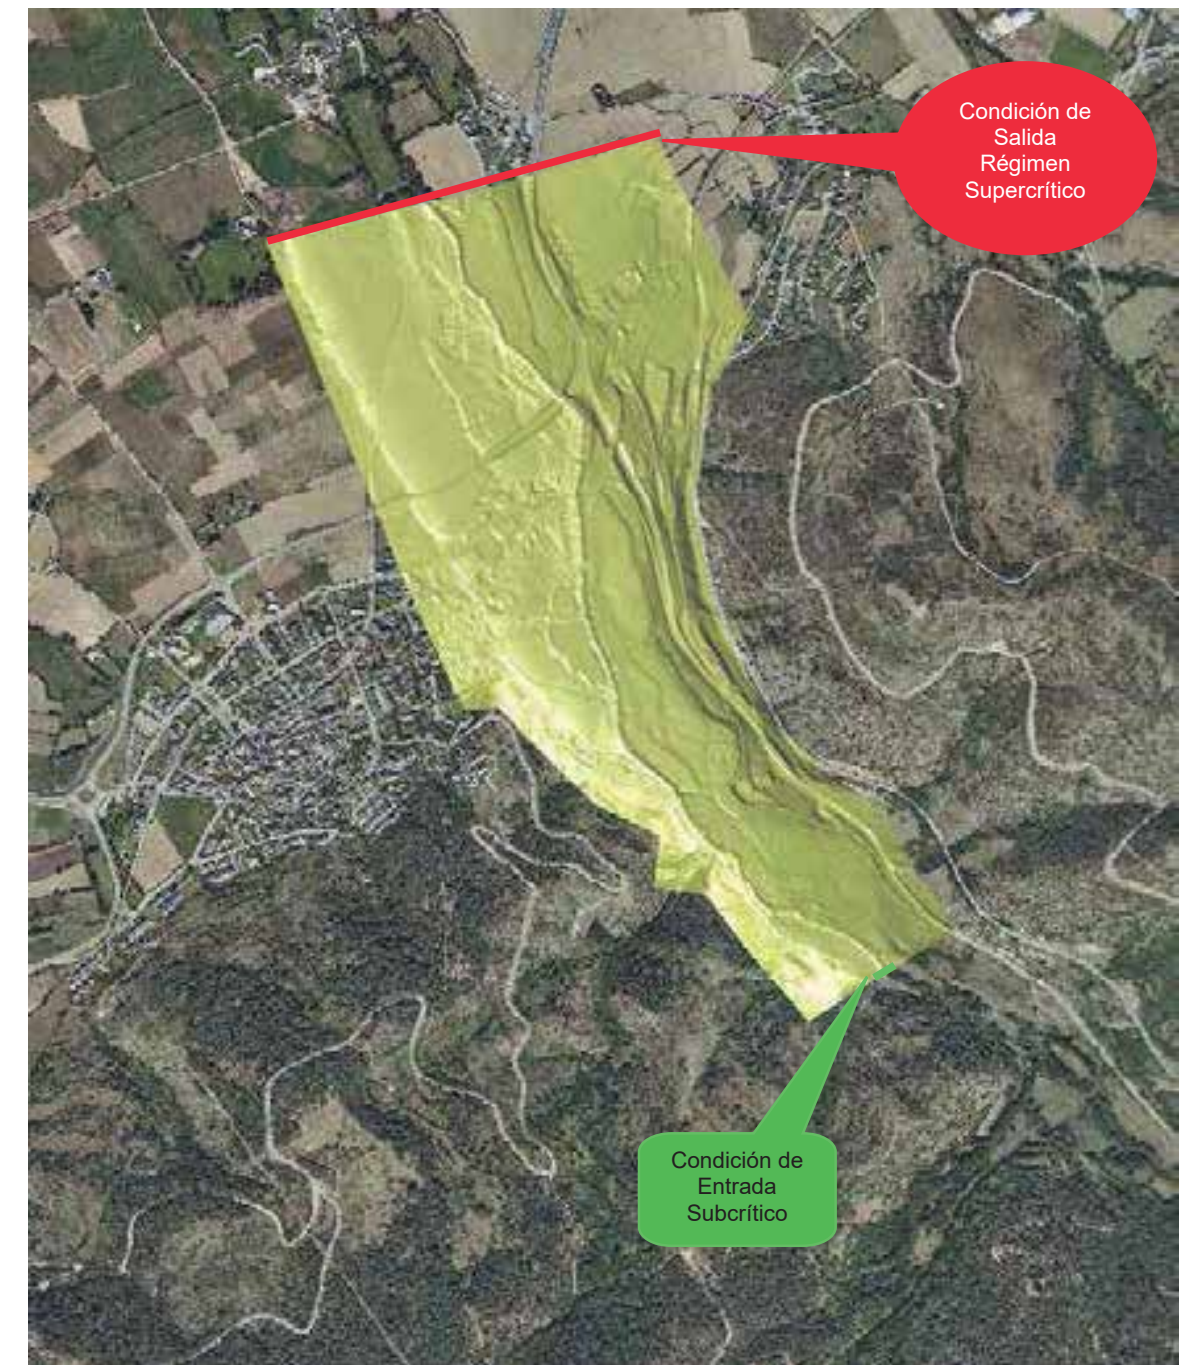 Condición de
Salida
Régimen
Supercrítico
Condición de
Entrada
Subcrítico